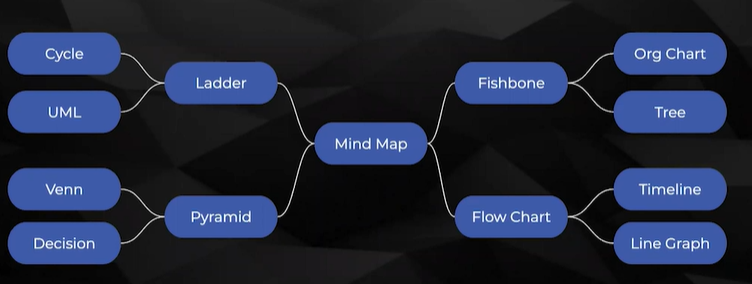 Cycle
Org Chart
Ladder
Fishbone
UML
Tree
Mind Map
Venn
Timeline
Pyramid
Flow Chart
Decision
Line Graph